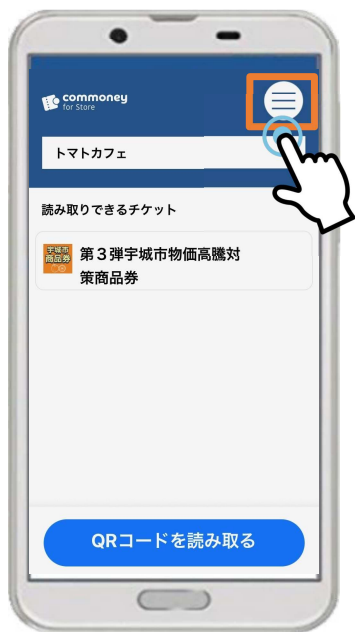 commoney
for Store
トマトカフェ
読み取りできるチケット
宇城市
商品券
第３弾宇城市物価高騰対
策商品券
QRコードを読み取る